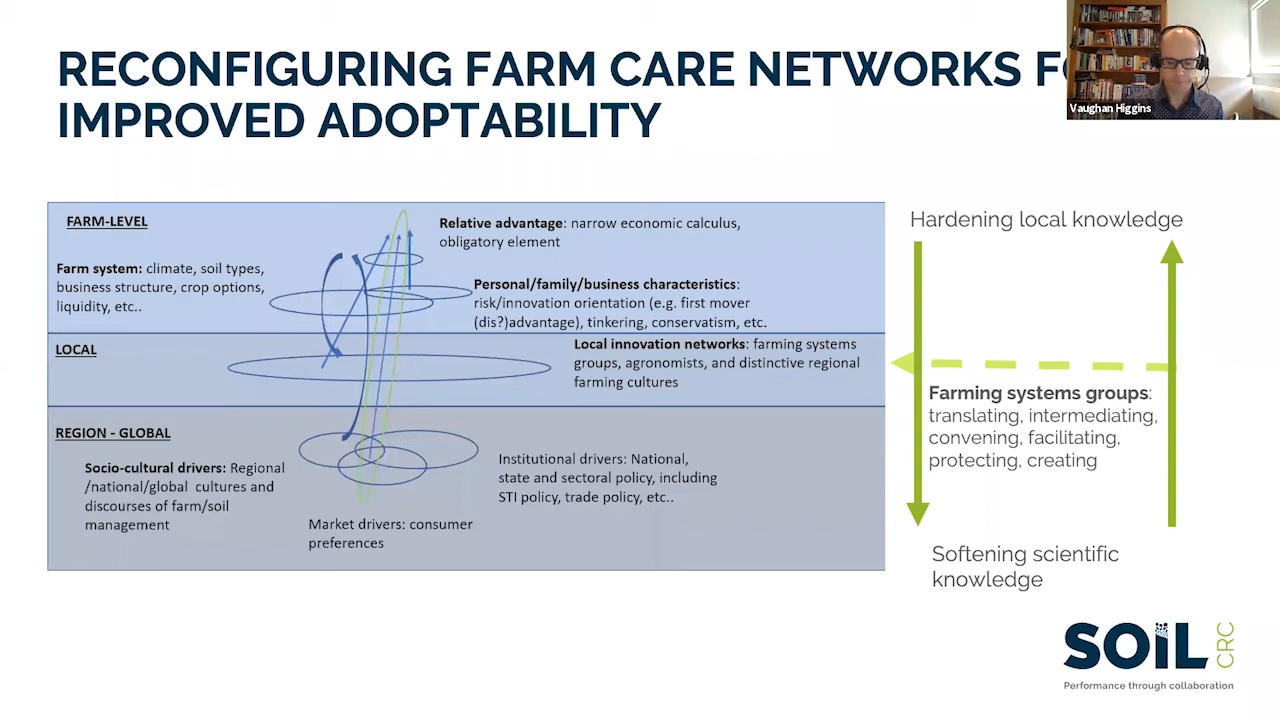 RECONFIGURING FARM CARE NETWORKS
IMPROVED ADOPTABILITY
Vaughan Higgins
FARM-LEVEL
Relative advantage: narrow economic calculus,
obligatory element
Farm system: climate, soil types,
business structure, crop options,
liquidity, etc..
Personal/family/business characteristics:
risk/innovation orientation (e.g. first mover
(dis?)advantage), tinkering, conservatism, etc.
LOCAL
Local innovation networks: farming systems
groups, agronomists, and distinctive regional
farming cultures
REGION - GLOBAL
Socio-cultural drivers: Regional
/national/global cultures and
discourses of farm/soil
management
Institutional drivers: National,
state and sectoral policy, including
STI policy, trade policy, etc..
Market drivers: consumer
preferences
Hardening local knowledge
Farming systems groups:
translating, intermediating,
convening, facilitating,
protecting, creating
Softening scientific
knowledge
SOIL CRC
Performance through collaboration